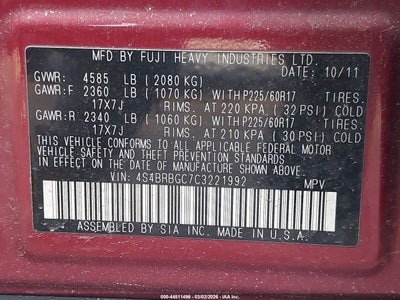 MFD BY FUJI HEAVY INDUSTRIES LTD.
DATE: 10/11
GVWR: 4585 LB (2080 KG)
GAWR:F 2360 LB (1070 KG) WITH P225/60R17 TIRES.
17X7J RIMS. AT 220 KPA (32 PSI) COLD
GAWR:R 2340 LB (1060 KG) WITH P225/60R17 TIRES.
17X7J RIMS. AT 210 KPA (30 PSI) COLD
THIS VEHICLE CONFORMS TO ALL APPLICABLE FEDERAL MOTOR
VEHICLE SAFETY AND BUMPER STANDARDS IN EFFECT ON THE
DATE OF MANUFACTURE SHOWN ABOVE.
VIN: 4S4BRBGC7C3221992 MPV
ASSEMBLED BY SIA INC. MADE IN U.S.A.
000-44511496 - 03/02/2026 - IAA Inc.